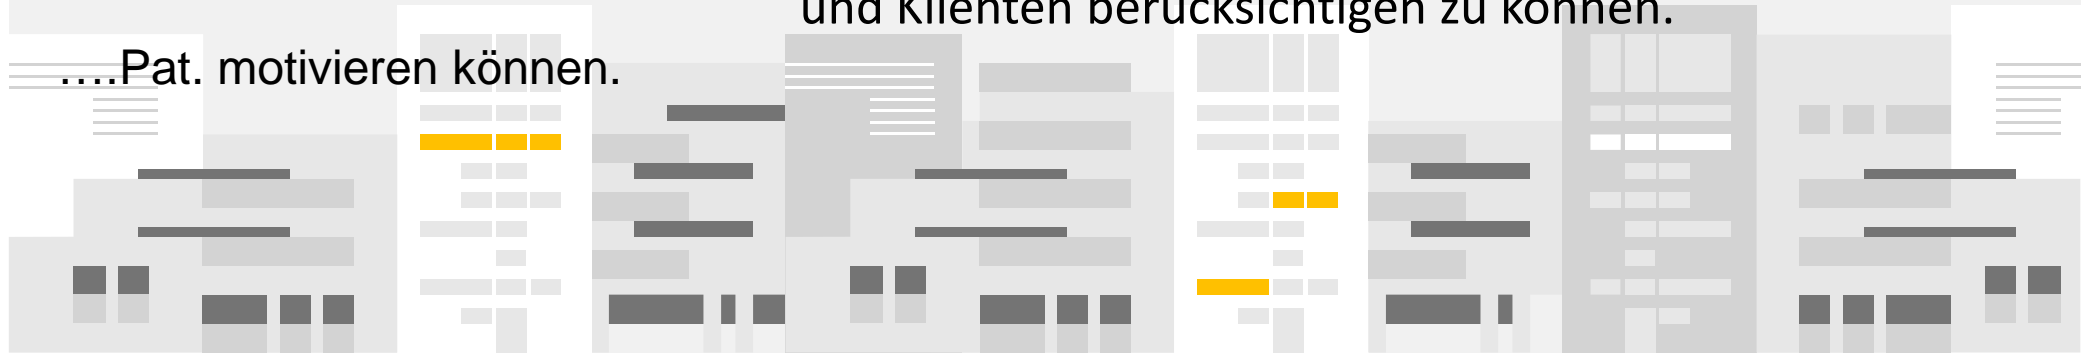 und Klienten berücksichtigen zu können.
….Pat. motivieren können.